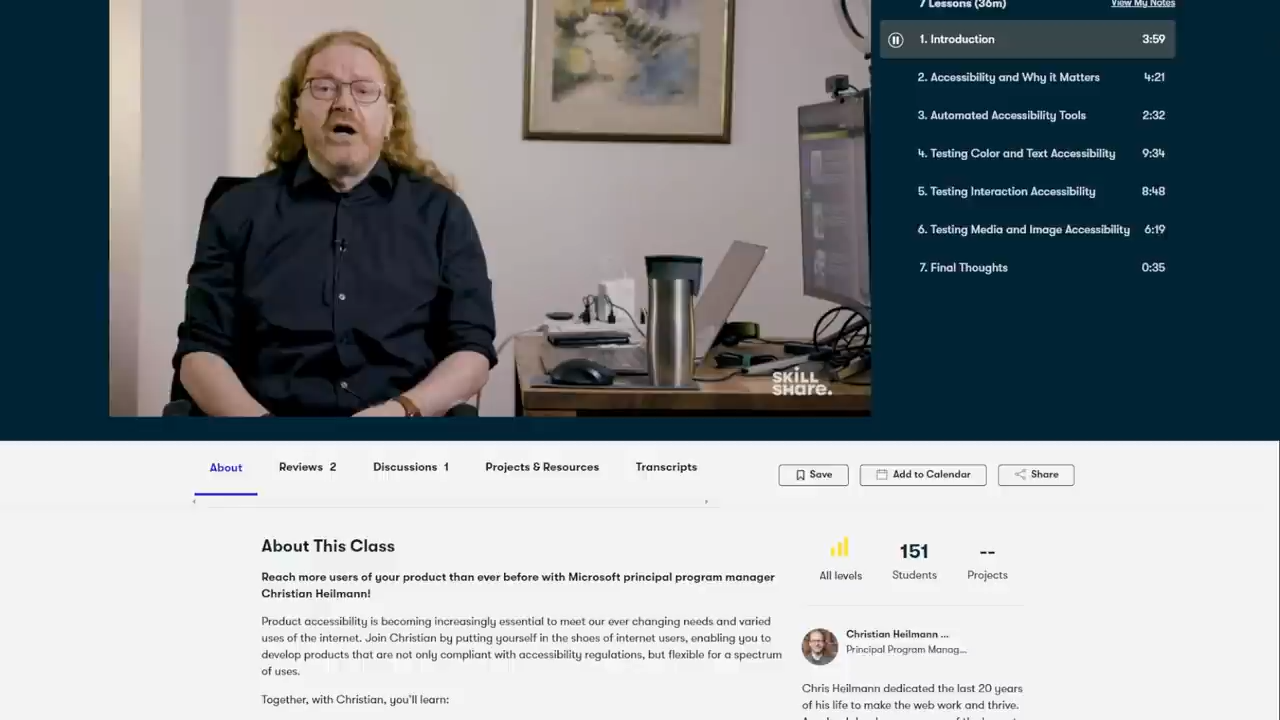 7 Lessons (36m)
View My Notes
1. Introduction 3:59
2. Accessibility and Why it Matters 4:21
3. Automated Accessibility Tools 2:32
4. Testing Color and Text Accessibility 9:34
5. Testing Interaction Accessibility 8:48
6. Testing Media and Image Accessibility 6:19
7. Final Thoughts 0:35
SKILL
SHARE.
About
Reviews 2
Discussions 1
Projects & Resources
Transcripts
Save
Add to Calendar
Share
About This Class
Reach more users of your product than ever before with Microsoft principal program manager
Christian Heilmann!
Product accessibility is becoming increasingly essential to meet our ever changing needs and varied
uses of the internet. Join Christian by putting yourself in the shoes of internet users, enabling you to
develop products that are not only compliant with accessibility regulations, but flexible for a spectrum
of uses.
Together, with Christian, you'll learn:
151 --
All levels Students Projects
Christian Heilmann ...
Principal Program Manag...
Chris Heilmann dedicated the last 20 years
of his life to make the web work and thrive.